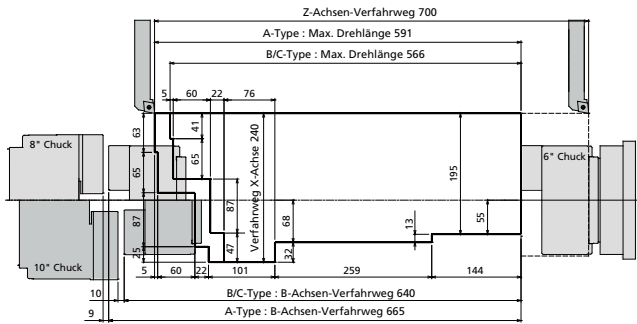 Z-Achsen-Verfahrweg 700
A-Type : Max. Drehlänge 591
B/C-Type : Max. Drehlänge 566
5 60 22 76
63
41
8" Chuck
6" Chuck
65
65
Verfahrweg X-Achse 240
195
87
87
68
13
55
47
25
32
10" Chuck
5 60 22 101 259 144
10
B/C-Type : B-Achsen-Verfahrweg 640
A-Type : B-Achsen-Verfahrweg 665
9